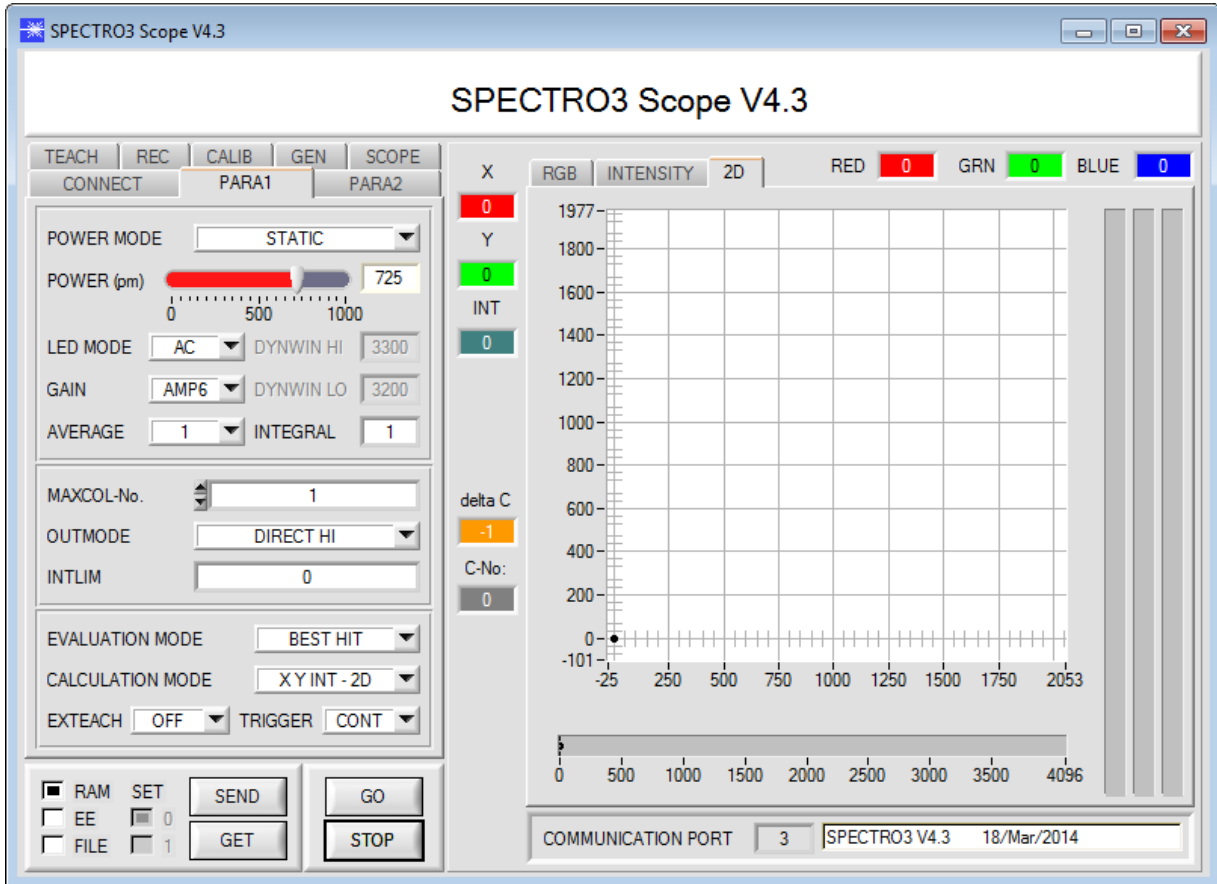 SPECTRO3 Scope V4.3
SPECTRO3 Scope V4.3
TEACH REC CALIB GEN SCOPE
CONNECT PARA1 PARA2
POWER MODE STATIC
POWER (pm) 725
0 500 1000
LED MODE AC DYNWIN HI 3300
GAIN AMP6 DYNWIN LO 3200
AVERAGE 1 INTEGRAL 1
MAXCOL-No. 1
OUTMODE DIRECT HI
INTLIM 0
EVALUATION MODE BEST HIT
CALCULATION MODE X Y INT - 2D
EXTEACH OFF TRIGGER CONT
RAM SET SEND GO
EE 0
FILE 1 GET STOP
X
0
Y
0
INT
0
delta C
-1
C-No:
0
RGB INTENSITY 2D RED 0 GRN 0 BLUE 0
1977
1800
1600
1400
1200
1000
800
600
400
200
0
-101
-25 250 500 750 1000 1250 1500 1750 2053
0 500 1000 1500 2000 2500 3000 3500 4096
COMMUNICATION PORT 3 SPECTRO3 V4.3 18/Mar/2014